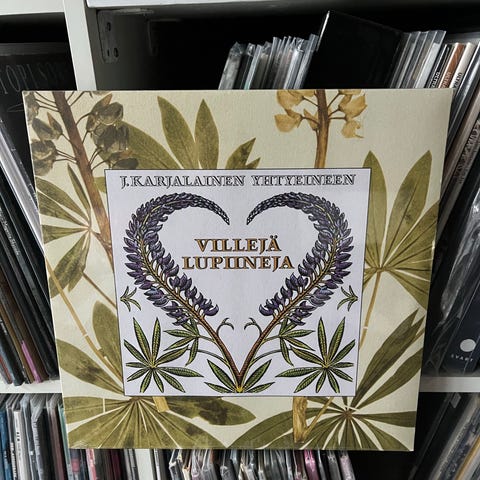 J. KARJALAINEN YHTYEINEEN
VILLEJÄ
LUPIINEJA